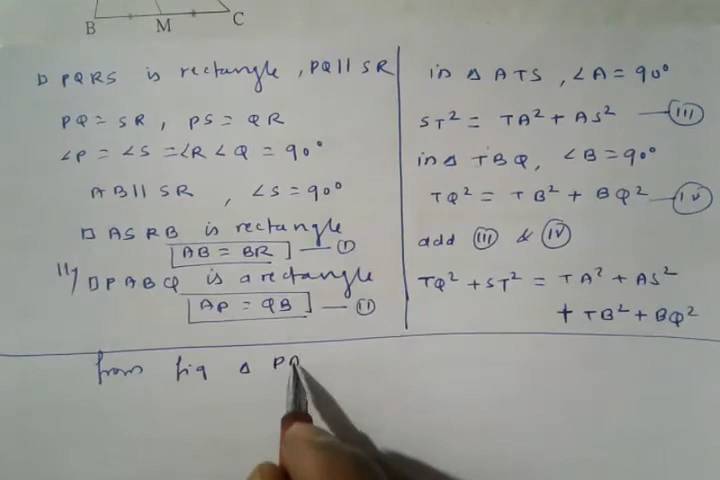 B M C
□ PQRS is rectangle, PQ || SR
PQ = SR, PS = QR
∠P = ∠S = ∠R ∠Q = 90°
AB || SR, ∠S = 90°
□ ASRB is rectangle
AB = BR — I
|||ly □ PABQ is a rectangle
AP = QB — II
in △ ATS, ∠A = 90°
ST² = TA² + AS² — III
in △ TBQ, ∠B = 90°
TQ² = TB² + BQ² — IV
add III & IV
TQ² + ST² = TA² + AS²
+ TB² + BQ²
from fig △ PA